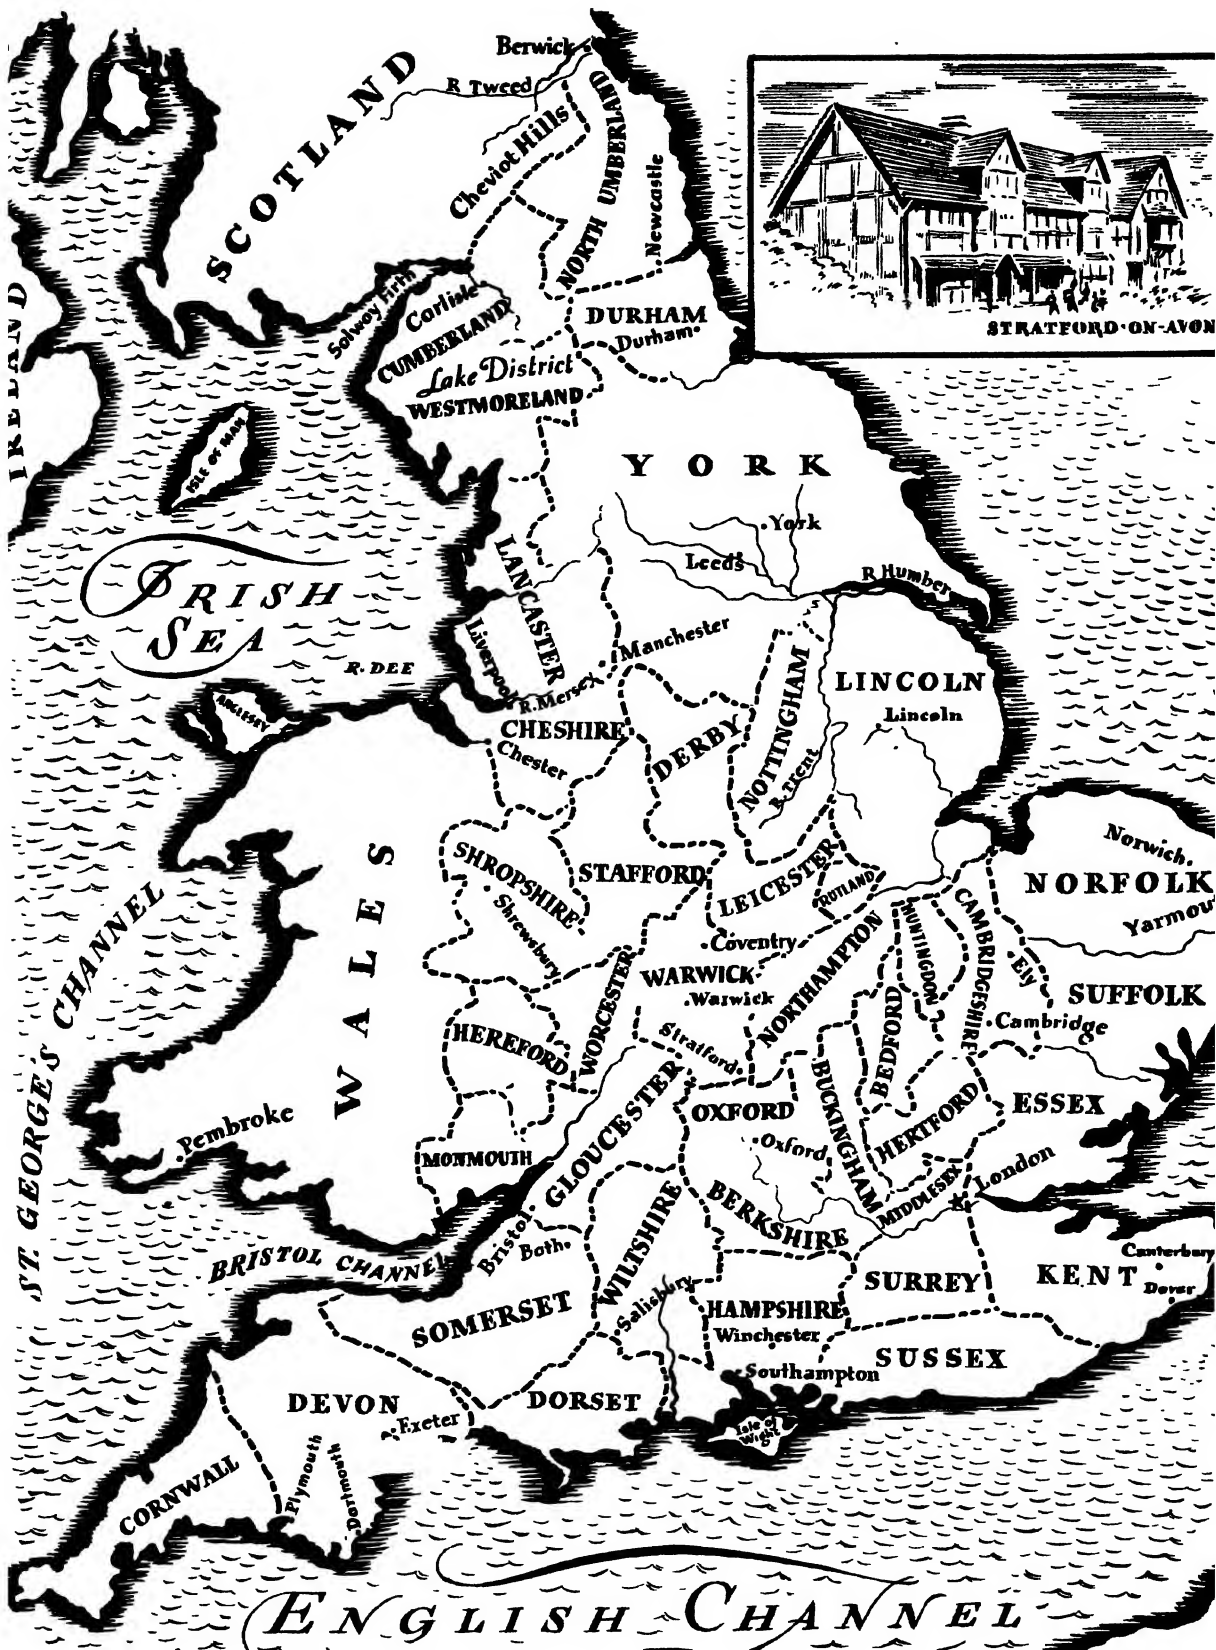 Berwick
R Tweed
SCOTLAND
Cheviot Hills
NORTH UMBERLAND
Newcastle
STRATFORD-ON-AVON
Solway Firth
Carlisle
CUMBERLAND
DURHAM
Durham
Lake District
WESTMORELAND
IRELAND
ISLE OF MAN
YORK
York
Leeds
R Humber
IRISH
SEA
LANCASTER
Liverpool
Manchester
R. Mersey
R. DEE
ANGLESEY
CHESHIRE
Chester
DERBY
NOTTINGHAM
R. Trent
LINCOLN
Lincoln
WALES
SHROPSHIRE
Shrewsbury
STAFFORD
LEICESTER
RUTLAND
Norwich
NORFOLK
Yarmou
CAMBRIDGESHIRE
HUNTINGDON
Ely
SUFFOLK
Cambridge
Coventry
WARWICK
Warwick
NORTHAMPTON
WORCESTER
HEREFORD
Stratford
BEDFORD
BUCKINGHAM
ST. GEORGE'S CHANNEL
Pembroke
MONMOUTH
GLOUCESTER
OXFORD
Oxford
HERTFORD
ESSEX
MIDDLESEX
London
BERKSHIRE
WILTSHIRE
Bristol
Bath
BRISTOL CHANNEL
SOMERSET
Salisbury
HAMPSHIRE
Winchester
Southampton
SURREY
KENT
Canterbury
Dover
SUSSEX
Isle of
Wight
DORSET
DEVON
Exeter
Plymouth
Dartmouth
CORNWALL
ENGLISH CHANNEL